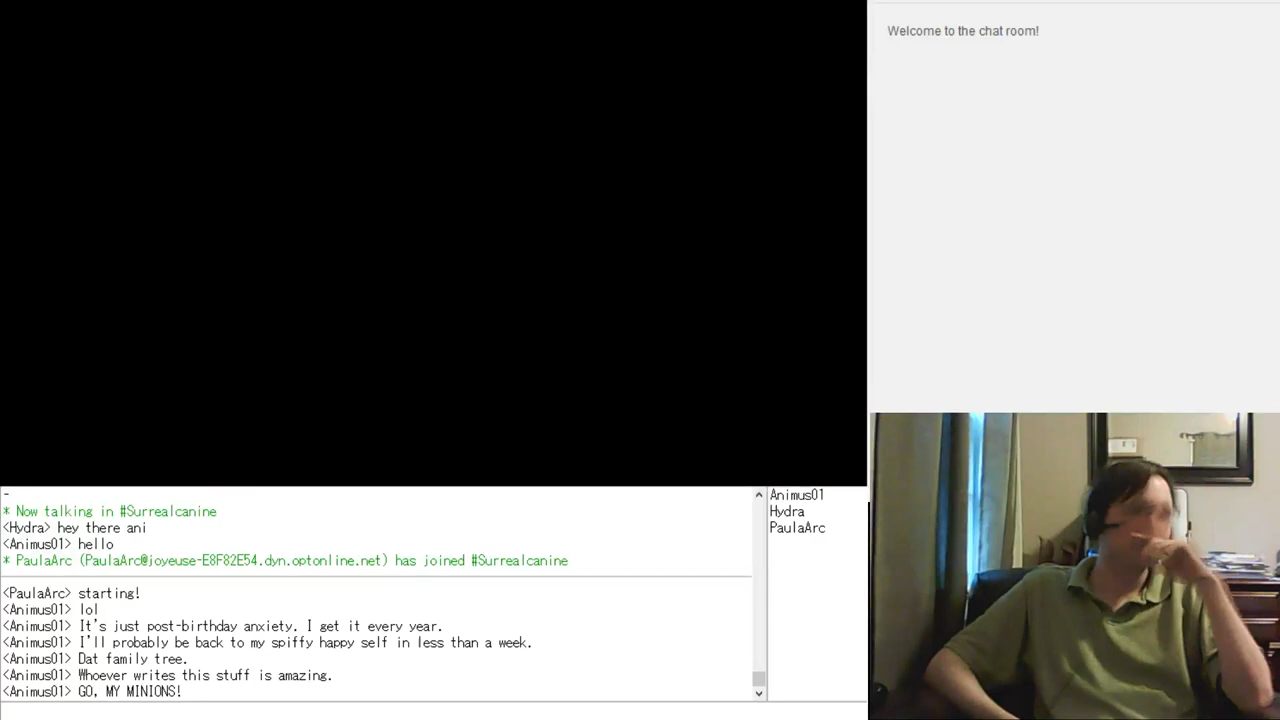 Welcome to the chat room!
-
* Now talking in #Surrealcanine
<Hydra> hey there ani
<Animus01> hello
* PaulaArc (PaulaArc@joyeuse-E8F82E54.dyn.optonline.net) has joined #Surrealcanine
<PaulaArc> starting!
<Animus01> lol
<Animus01> It's just post-birthday anxiety. I get it every year.
<Animus01> I'll probably be back to my spiffy happy self in less than a week.
<Animus01> Dat family tree.
<Animus01> Whoever writes this stuff is amazing.
<Animus01> GO, MY MINIONS!
Animus01
Hydra
PaulaArc